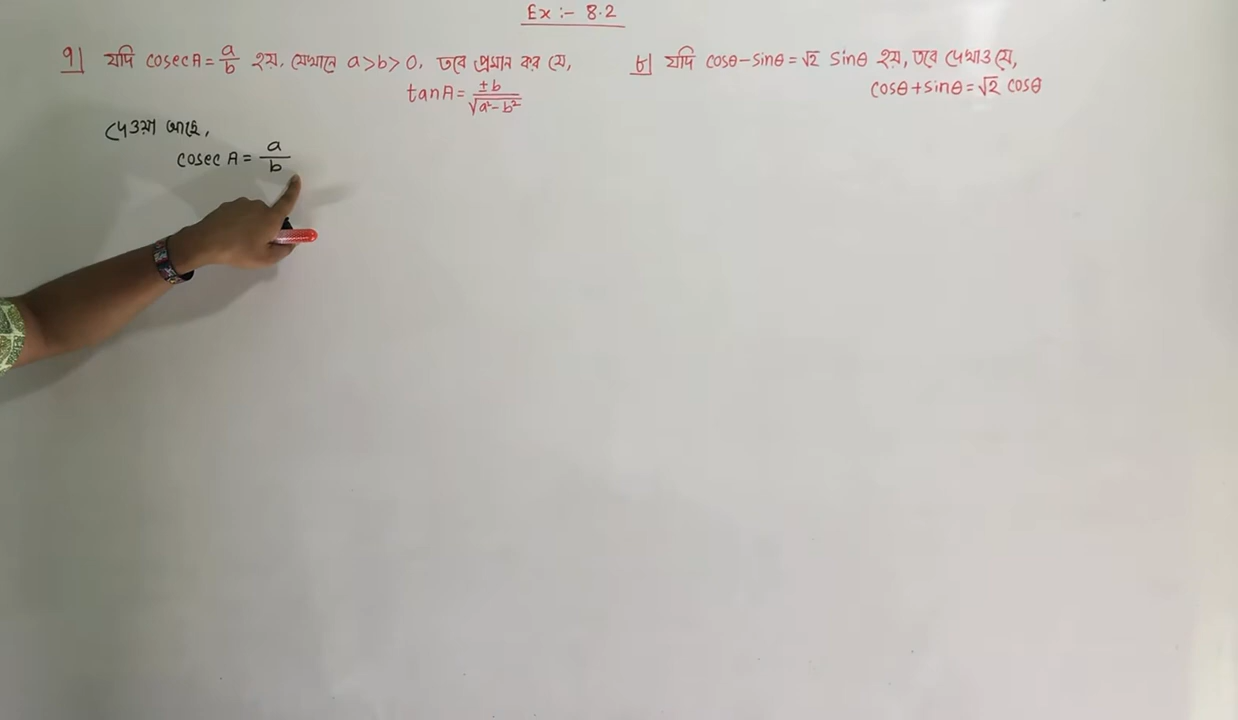 Ex :- 8.2
৭| যদি cosecA = a/b হয়, যেখানে a>b>0, তবে প্রমান কর যে,
tanA = ±b/√(a²-b²)
৮| যদি cosθ-sinθ=√2 sinθ হয়, তবে দেখাও যে,
cosθ+sinθ=√2 cosθ
দেওয়া আছে,
cosec A = a/b